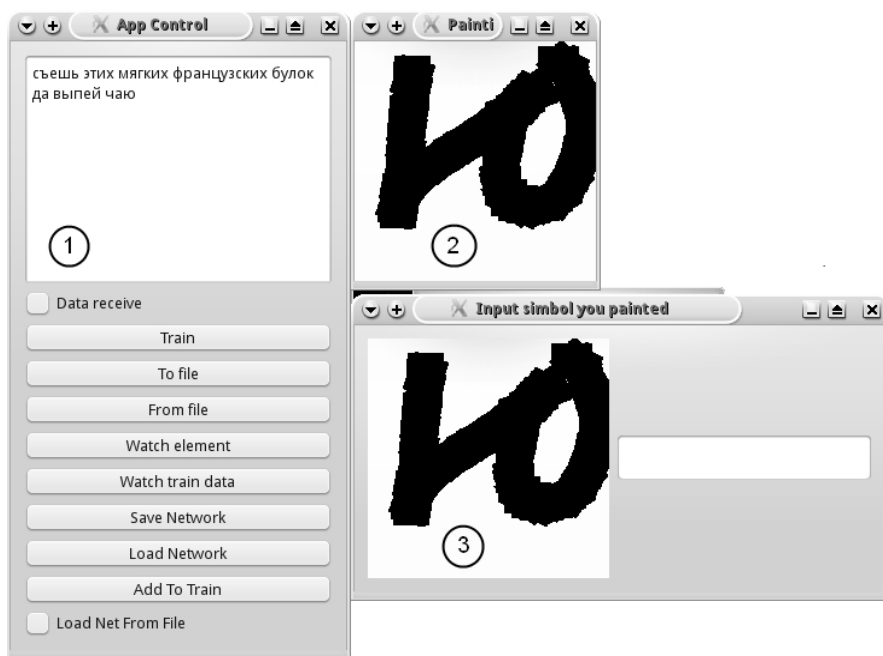 App Control
съешь этих мягких французских булок
да выпей чаю
1
Data receive
Train
To file
From file
Watch element
Watch train data
Save Network
Load Network
Add To Train
Load Net From File
Painti
Ю
2
Input simbol you painted
Ю
3